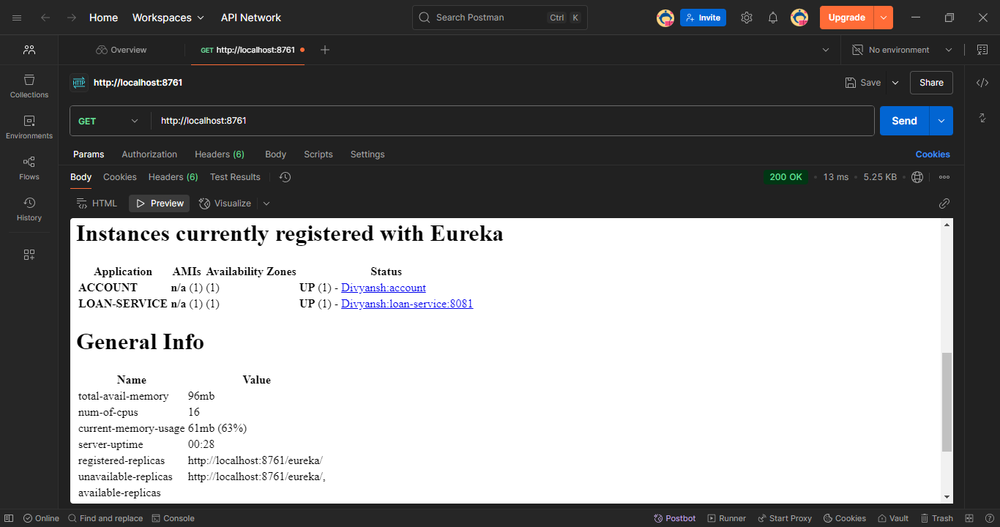 Home Workspaces API Network Search Postman Ctrl K Invite Upgrade
Overview GET http://localhost:8761 No environment
HTTP http://localhost:8761 Save Share
Collections
GET http://localhost:8761 Send
Environments
Params Authorization Headers (6) Body Scripts Settings Cookies
Flows
Body Cookies Headers (6) Test Results 200 OK 13 ms 5.25 KB
HTML Preview Visualize
History
Instances currently registered with Eureka
Application AMIs Availability Zones Status
ACCOUNT n/a (1) (1) UP (1) - Divyansh:account
LOAN-SERVICE n/a (1) (1) UP (1) - Divyansh:loan-service:8081
General Info
Name Value
total-avail-memory 96mb
num-of-cpus 16
current-memory-usage 61mb (63%)
server-uptime 00:28
registered-replicas http://localhost:8761/eureka/
unavailable-replicas http://localhost:8761/eureka/,
available-replicas
Online Find and replace Console Postbot Runner Start Proxy Cookies Vault Trash